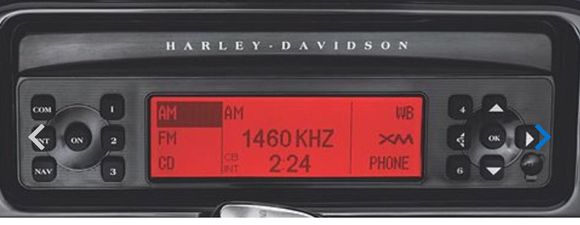 HARLEY-DAVIDSON
COM 1 AM AM WB 4
INT ON 2 FM 1460 KHZ XM OK
NAV 3 CD CB INT 2:24 PHONE 6